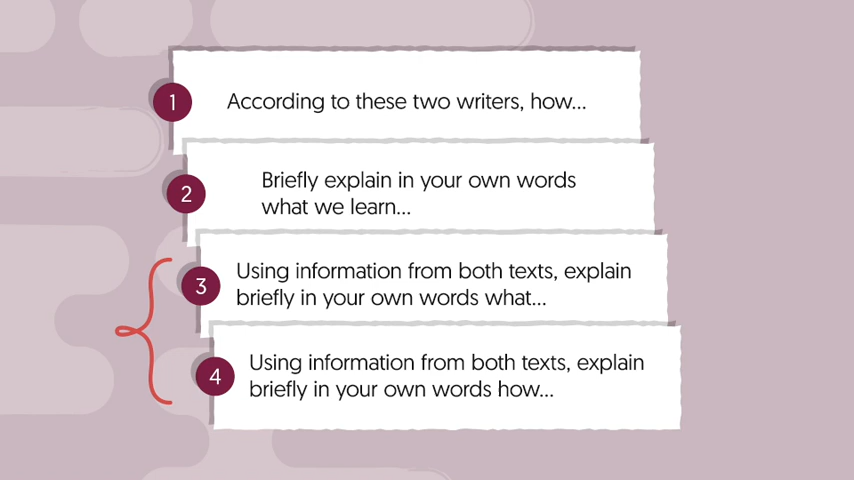 1 According to these two writers, how...
2 Briefly explain in your own words
what we learn...
3 Using information from both texts, explain
briefly in your own words what...
4 Using information from both texts, explain
briefly in your own words how...